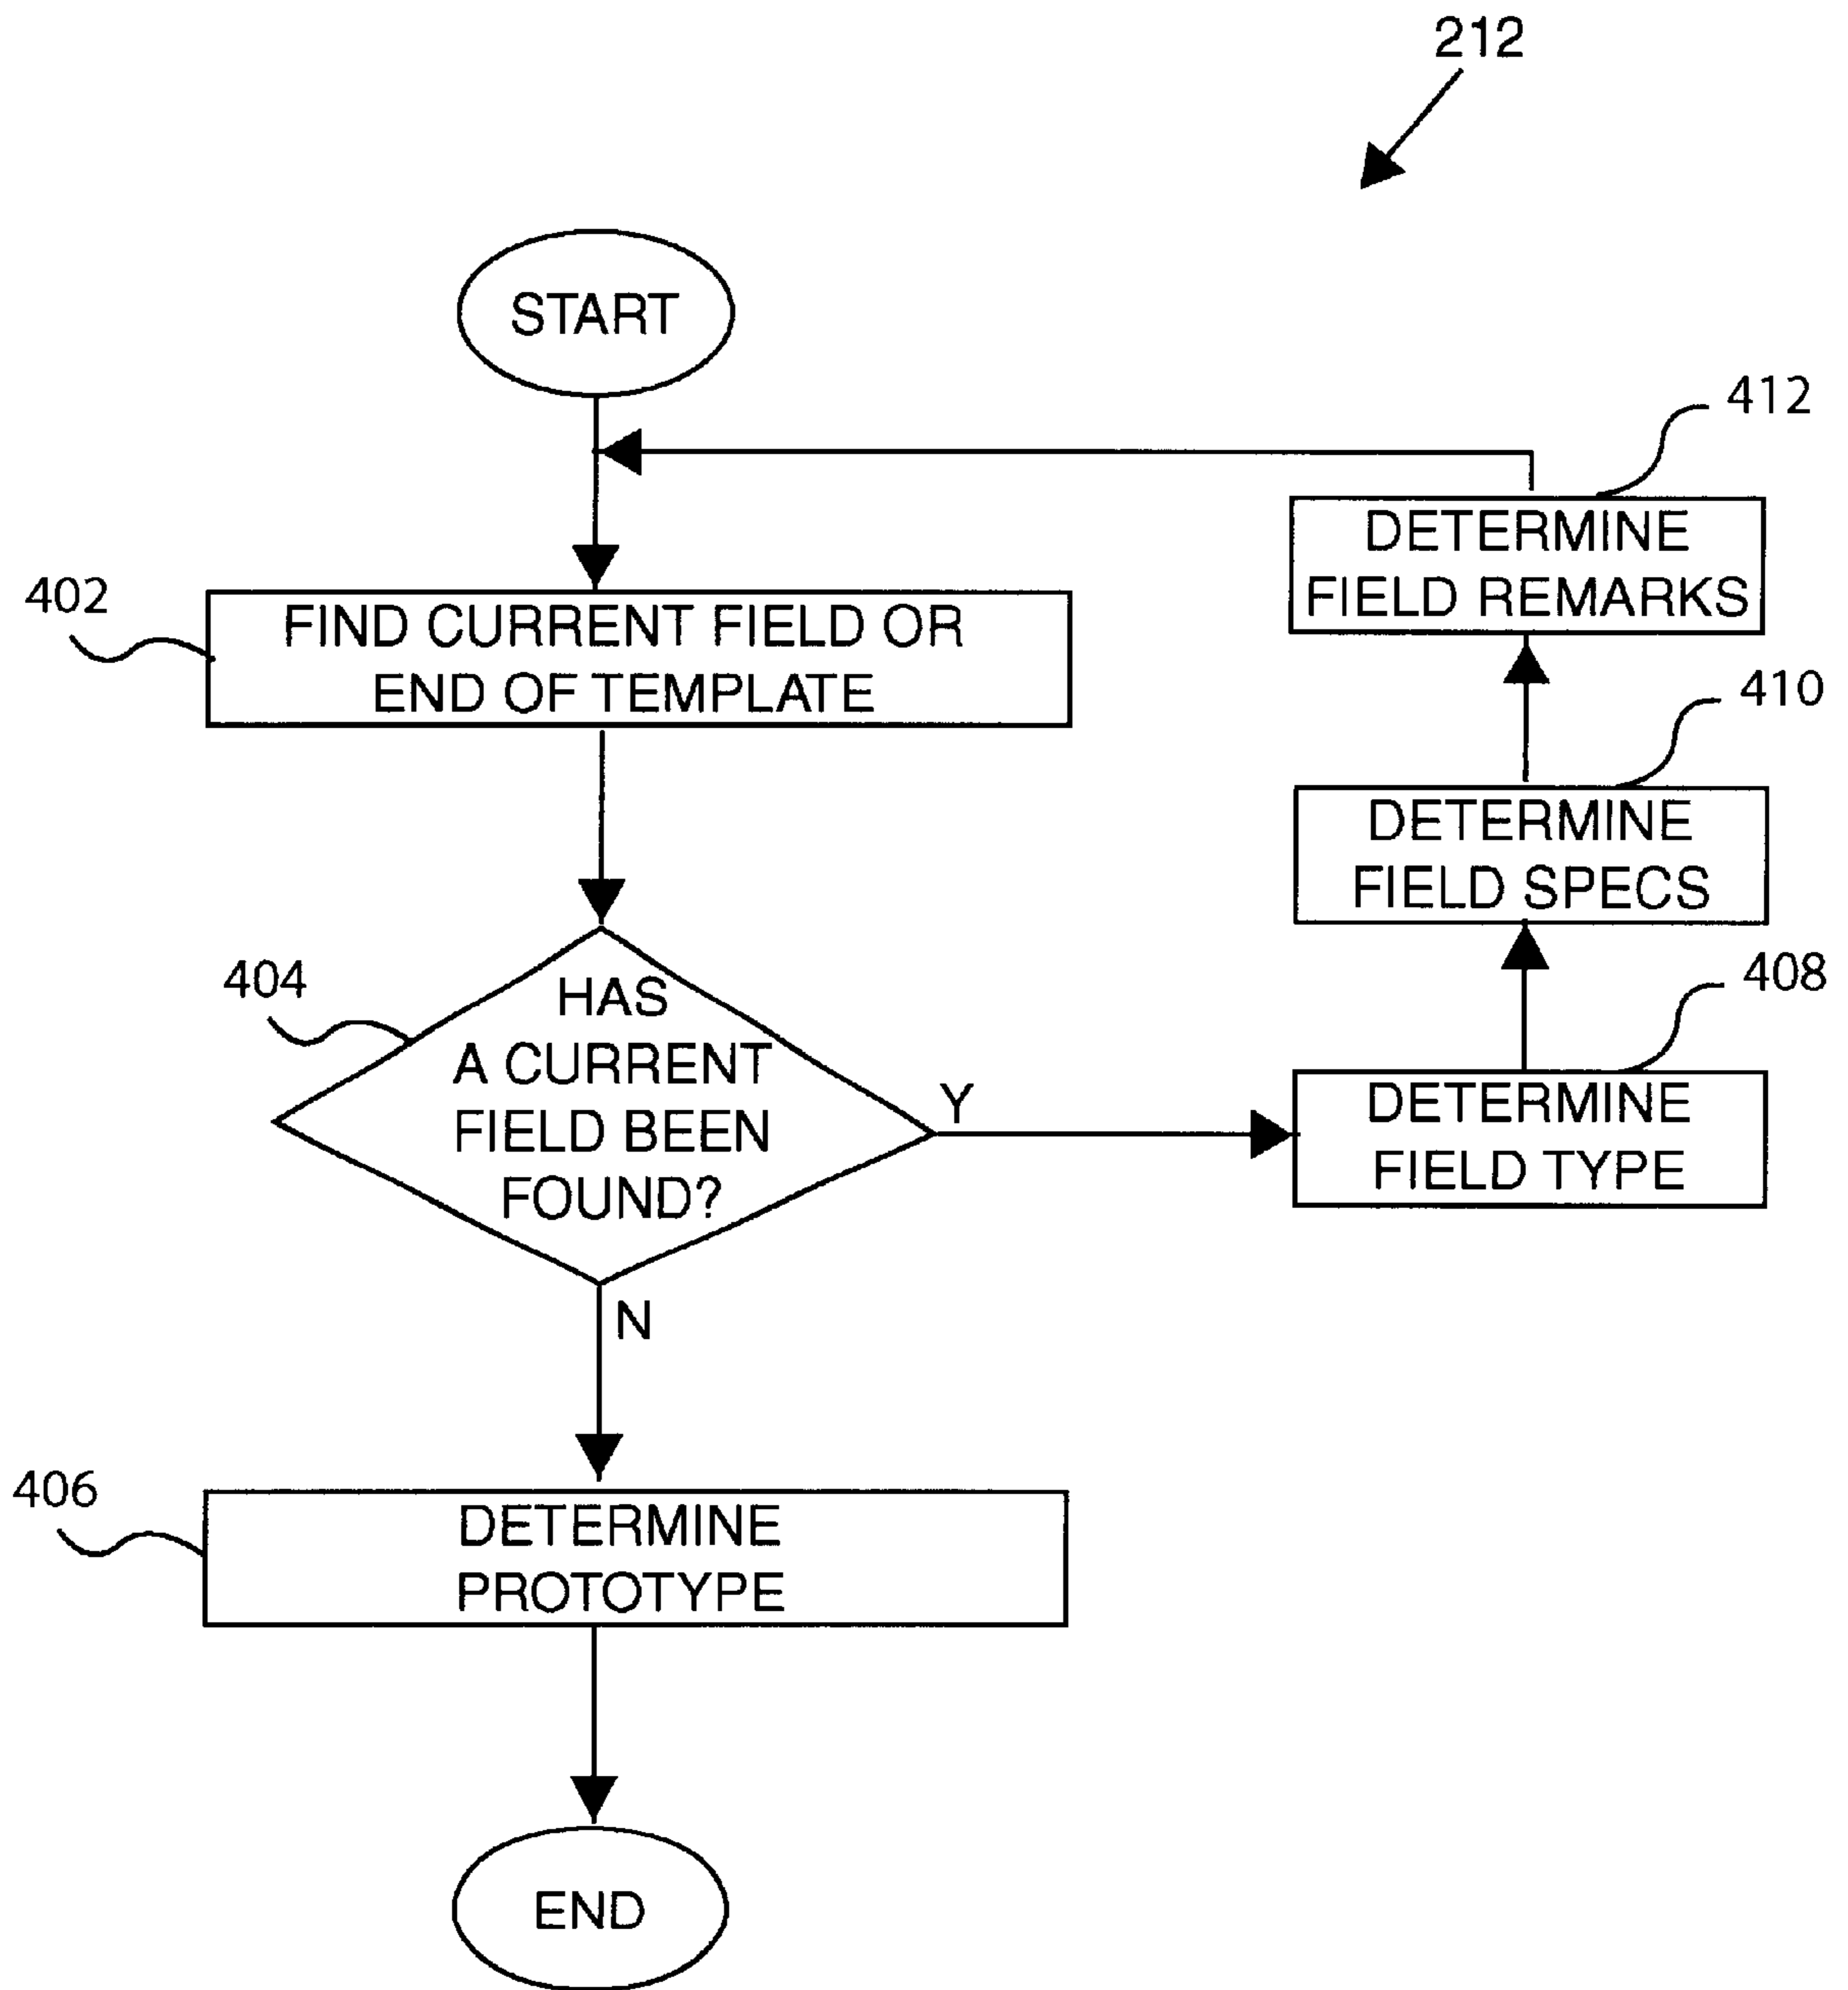 212
START
412
DETERMINE
FIELD REMARKS
402
FIND CURRENT FIELD OR
END OF TEMPLATE
410
DETERMINE
FIELD SPECS
404
HAS
A CURRENT
FIELD BEEN
FOUND?
Y
408
DETERMINE
FIELD TYPE
N
406
DETERMINE
PROTOTYPE
END